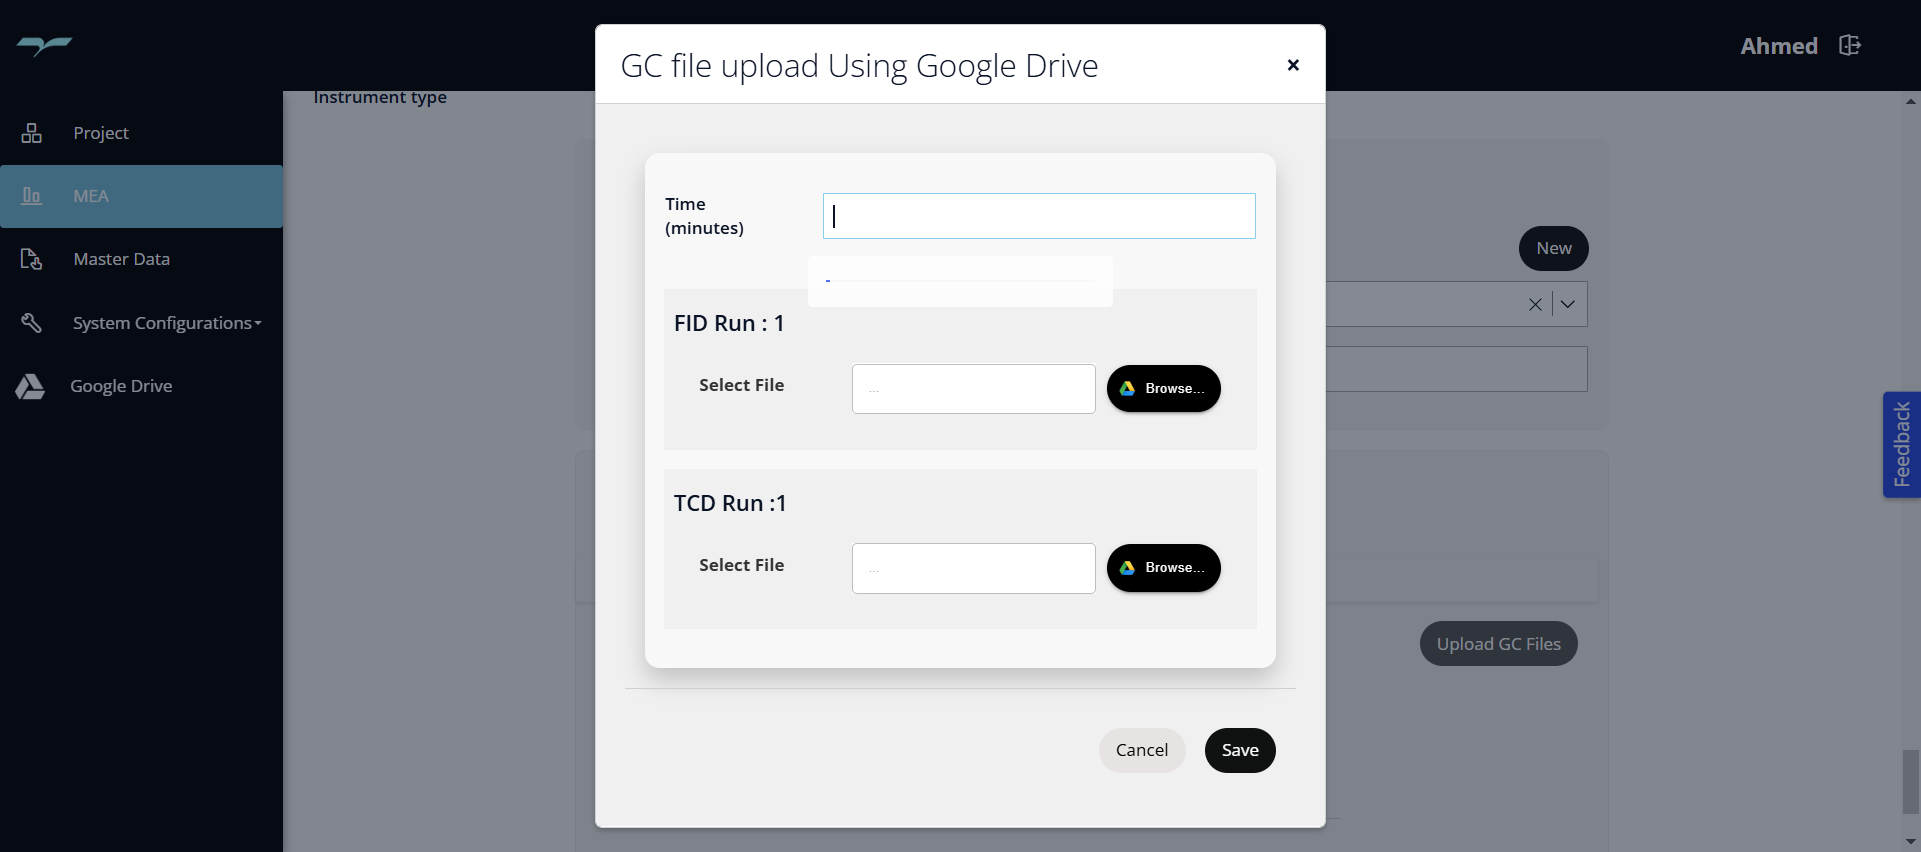 GC file upload Using Google Drive
×
Ahmed
Instrument type
Project
MEA
Master Data
System Configurations
Google Drive
Time
(minutes)
New
FID Run : 1
Select File
...
Browse...
TCD Run :1
Select File
...
Browse...
Feedback
Upload GC Files
Cancel
Save